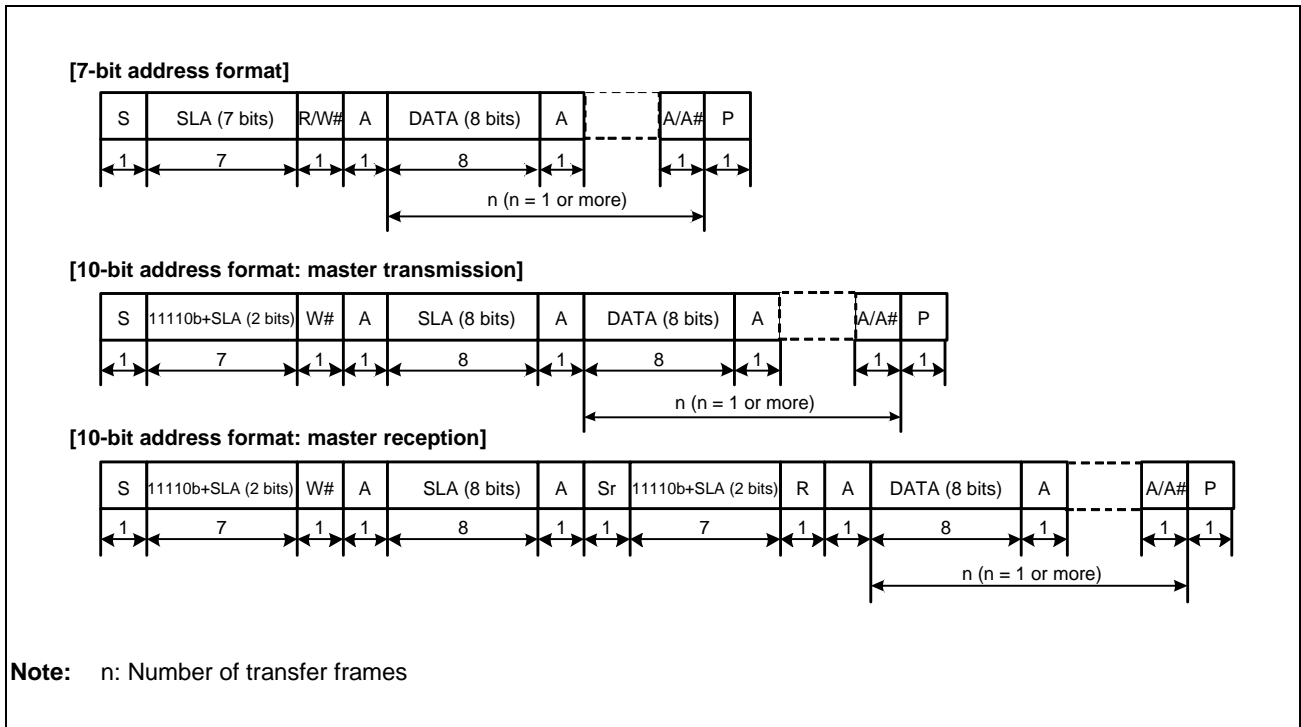 [7-bit address format]
S SLA (7 bits) R/W# A DATA (8 bits) A A/A# P
1 7 1 1 8 1 1 1
n (n = 1 or more)
[10-bit address format: master transmission]
S 11110b+SLA (2 bits) W# A SLA (8 bits) A DATA (8 bits) A A/A# P
1 7 1 1 8 1 8 1 1 1
n (n = 1 or more)
[10-bit address format: master reception]
S 11110b+SLA (2 bits) W# A SLA (8 bits) A Sr 11110b+SLA (2 bits) R A DATA (8 bits) A A/A# P
1 7 1 1 8 1 1 7 1 1 8 1 1 1
n (n = 1 or more)
Note: n: Number of transfer frames